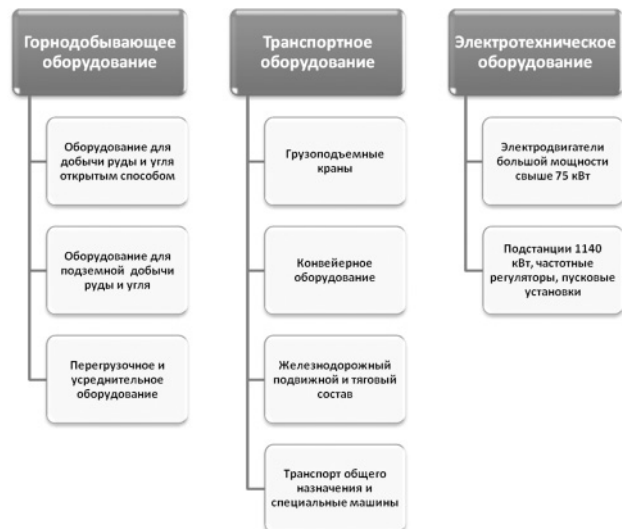 Горнодобывающее
оборудование
Оборудование для
добычи руды и угля
открытым способом
Оборудование для
подземной добычи
руды и угля
Перегрузочное и
усреднительное
оборудование
Транспортное
оборудование
Грузоподъемные
краны
Конвейерное
оборудование
Железнодорожный
подвижной и тяговый
состав
Транспорт общего
назначения и
специальные машины
Электротехническое
оборудование
Электродвигатели
большой мощности
свыше 75 кВт
Подстанции 1140
кВт, частотные
регуляторы, пусковые
установки